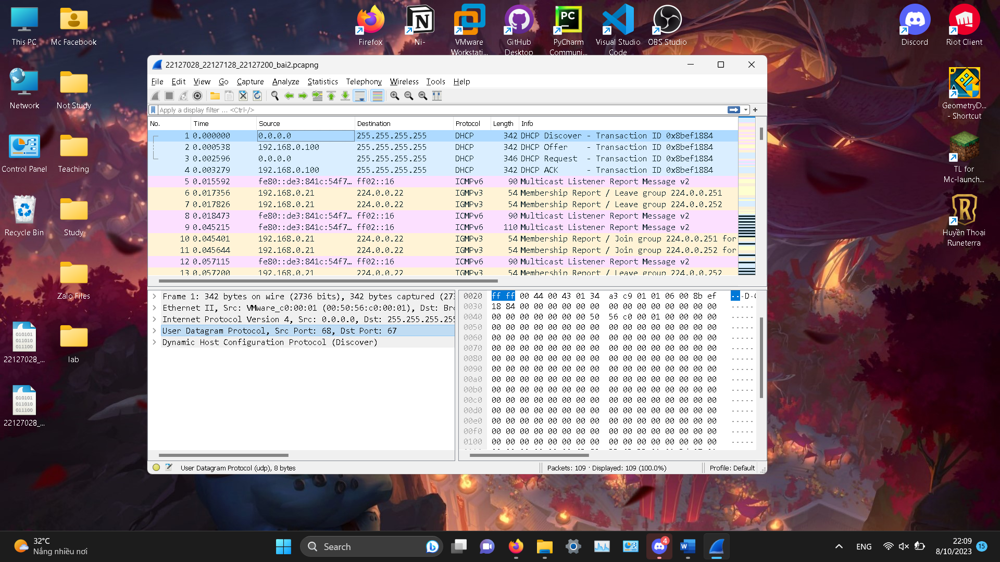 This PC
Mc Facebook
Firefox
Ni-
VMware
Workstati...
GitHub
Desktop
PyCharm
Communi...
Visual Studio
Code
OBS Studio
Discord
Riot Client
Network
Not Study
GeometryD...
- Shortcut
Control Panel
Teaching
TL for
Mc-launch...
Recycle Bin
Study
Huyền Thoại
Runeterra
Zalo Files
22127028_...
lab
22127028_...
22127028_22127128_22127200_bai2.pcapng
File Edit View Go Capture Analyze Statistics Telephony Wireless Tools Help
Apply a display filter ... <Ctrl-/>
No. Time Source Destination Protocol Length Info
1 0.000000 0.0.0.0 255.255.255.255 DHCP 342 DHCP Discover - Transaction ID 0x8bef1884
2 0.000538 192.168.0.100 255.255.255.255 DHCP 342 DHCP Offer - Transaction ID 0x8bef1884
3 0.002596 0.0.0.0 255.255.255.255 DHCP 346 DHCP Request - Transaction ID 0x8bef1884
4 0.003279 192.168.0.100 255.255.255.255 DHCP 342 DHCP ACK - Transaction ID 0x8bef1884
5 0.015592 fe80::de3:841c:54f7... ff02::16 ICMPv6 90 Multicast Listener Report Message v2
6 0.017356 192.168.0.21 224.0.0.22 IGMPv3 54 Membership Report / Leave group 224.0.0.251
7 0.017826 192.168.0.21 224.0.0.22 IGMPv3 54 Membership Report / Leave group 224.0.0.252
8 0.018473 fe80::de3:841c:54f7... ff02::16 ICMPv6 90 Multicast Listener Report Message v2
9 0.045215 fe80::de3:841c:54f7... ff02::16 ICMPv6 110 Multicast Listener Report Message v2
10 0.045401 192.168.0.21 224.0.0.22 IGMPv3 54 Membership Report / Join group 224.0.0.251 for
11 0.045644 192.168.0.21 224.0.0.22 IGMPv3 54 Membership Report / Join group 224.0.0.252 for
12 0.057115 fe80::de3:841c:54f7... ff02::16 ICMPv6 90 Multicast Listener Report Message v2
13 0.057200 192.168.0.21 224.0.0.22 IGMPv3 54 Membership Report / Leave group 224.0.0.252
Frame 1: 342 bytes on wire (2736 bits), 342 bytes captured (273
Ethernet II, Src: VMware_c0:00:01 (00:50:56:c0:00:01), Dst: Bro
Internet Protocol Version 4, Src: 0.0.0.0, Dst: 255.255.255.255
User Datagram Protocol, Src Port: 68, Dst Port: 67
Dynamic Host Configuration Protocol (Discover)
0020 ff ff 00 44 00 43 01 34 a3 c9 01 01 06 00 8b ef
0030 18 84 00 00 00 00 00 00 00 00 00 00 00 00 00 00
0040 00 00 00 00 00 00 00 50 56 c0 00 01 00 00 00 00
0050 00 00 00 00 00 00 00 00 00 00 00 00 00 00 00 00
0060 00 00 00 00 00 00 00 00 00 00 00 00 00 00 00 00
0070 00 00 00 00 00 00 00 00 00 00 00 00 00 00 00 00
0080 00 00 00 00 00 00 00 00 00 00 00 00 00 00 00 00
0090 00 00 00 00 00 00 00 00 00 00 00 00 00 00 00 00
00a0 00 00 00 00 00 00 00 00 00 00 00 00 00 00 00 00
00b0 00 00 00 00 00 00 00 00 00 00 00 00 00 00 00 00
00c0 00 00 00 00 00 00 00 00 00 00 00 00 00 00 00 00
00d0 00 00 00 00 00 00 00 00 00 00 00 00 00 00 00 00
00e0 00 00 00 00 00 00 00 00 00 00 00 00 00 00 00 00
00f0 00 00 00 00 00 00 00 00 00 00 00 00 00 00 00 00
0100 00 00 00 00 00 00 00 00 00 00 00 00 00 00 00 00
User Datagram Protocol (udp), 8 bytes
Packets: 109 · Displayed: 109 (100.0%)
Profile: Default
32°C
Nắng nhiều nơi
Search
4
ENG
22:09
8/10/2023
15